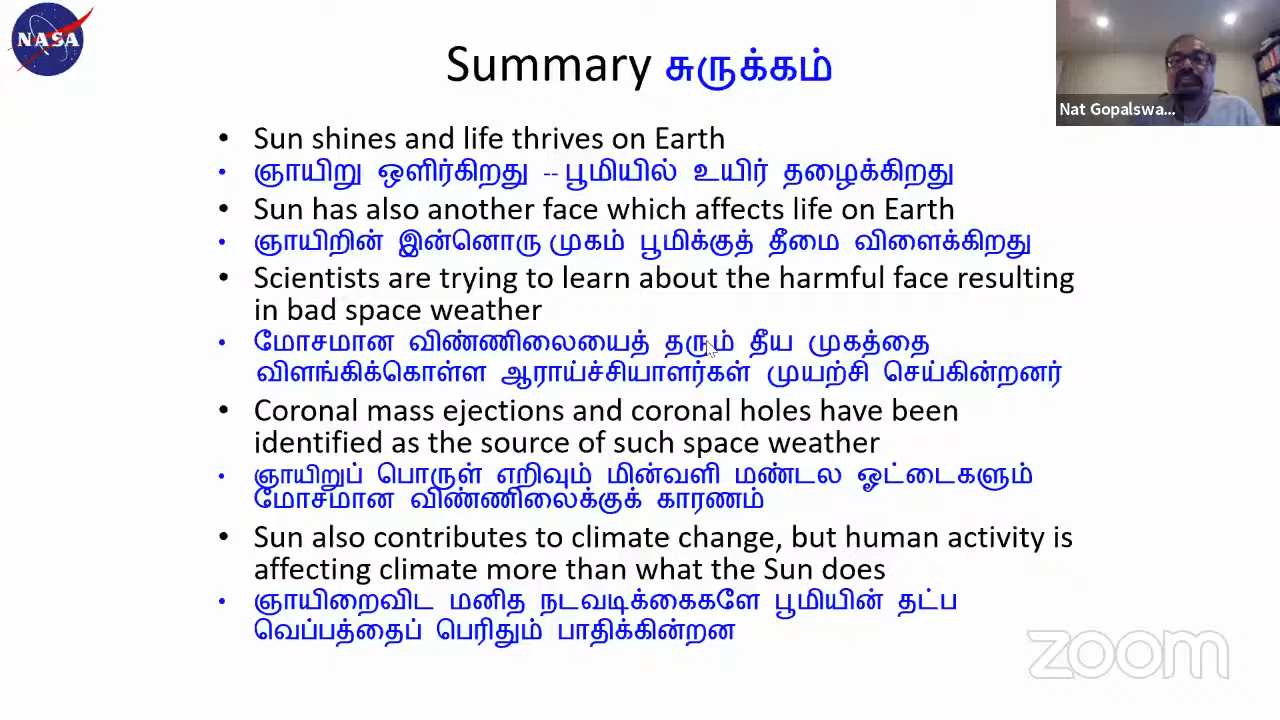 NASA
Summary சுருக்கம்
Nat Gopalswa...
• Sun shines and life thrives on Earth
• ஞாயிறு ஒளிர்கிறது -- பூமியில் உயிர் தழைக்கிறது
• Sun has also another face which affects life on Earth
• ஞாயிறின் இன்னொரு முகம் பூமிக்குத் தீமை விளைக்கிறது
• Scientists are trying to learn about the harmful face resulting
in bad space weather
• மோசமான விண்ணிலையைத் தரும் தீய முகத்தை
விளங்கிக்கொள்ள ஆராய்ச்சியாளர்கள் முயற்சி செய்கின்றனர்
• Coronal mass ejections and coronal holes have been
identified as the source of such space weather
• ஞாயிறுப் பொருள் எறிவும் மின்வளி மண்டல ஓட்டைகளும்
மோசமான விண்ணிலைக்குக் காரணம்
• Sun also contributes to climate change, but human activity is
affecting climate more than what the Sun does
• ஞாயிறைவிட மனித நடவடிக்கைகளே பூமியின் தட்ப
வெப்பத்தைப் பெரிதும் பாதிக்கின்றன
zoom